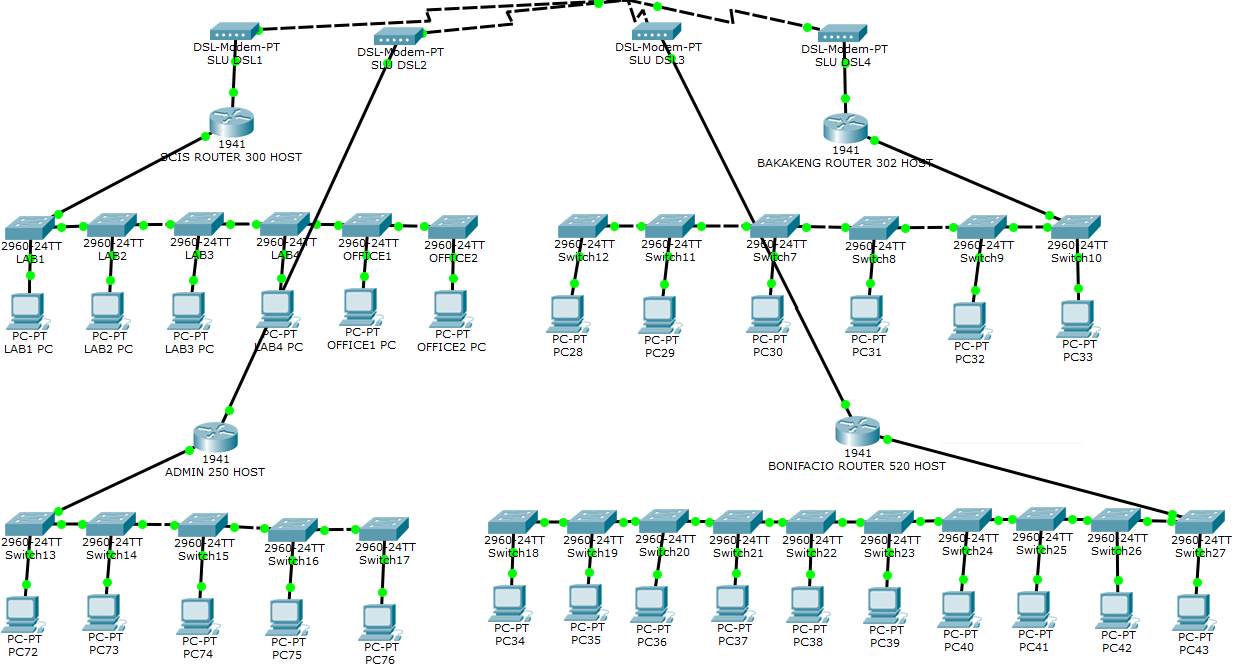 DSL-Modem-PT
SLU DSL1
DSL-Modem-PT
SLU DSL2
DSL-Modem-PT
SLU DSL3
DSL-Modem-PT
SLU DSL4
1941
SCIS ROUTER 300 HOST
1941
BAKAKENG ROUTER 302 HOST
2960-24TT
LAB1
2960-24TT
LAB2
2960-24TT
LAB3
2960-24TT
LAB4
2960-24TT
OFFICE1
2960-24TT
OFFICE2
2960-24TT
Switch12
2960-24TT
Switch11
2960-24TT
Switch7
2960-24TT
Switch8
2960-24TT
Switch9
2960-24TT
Switch10
PC-PT
LAB1 PC
PC-PT
LAB2 PC
PC-PT
LAB3 PC
PC-PT
LAB4 PC
PC-PT
OFFICE1 PC
PC-PT
OFFICE2 PC
PC-PT
PC28
PC-PT
PC29
PC-PT
PC30
PC-PT
PC31
PC-PT
PC32
PC-PT
PC33
1941
ADMIN 250 HOST
1941
BONIFACIO ROUTER 520 HOST
2960-24TT
Switch13
2960-24TT
Switch14
2960-24TT
Switch15
2960-24TT
Switch16
2960-24TT
Switch17
2960-24TT
Switch18
2960-24TT
Switch19
2960-24TT
Switch20
2960-24TT
Switch21
2960-24TT
Switch22
2960-24TT
Switch23
2960-24TT
Switch24
2960-24TT
Switch25
2960-24TT
Switch26
2960-24TT
Switch27
PC-PT
PC72
PC-PT
PC73
PC-PT
PC74
PC-PT
PC75
PC-PT
PC76
PC-PT
PC34
PC-PT
PC35
PC-PT
PC36
PC-PT
PC37
PC-PT
PC38
PC-PT
PC39
PC-PT
PC40
PC-PT
PC41
PC-PT
PC42
PC-PT
PC43